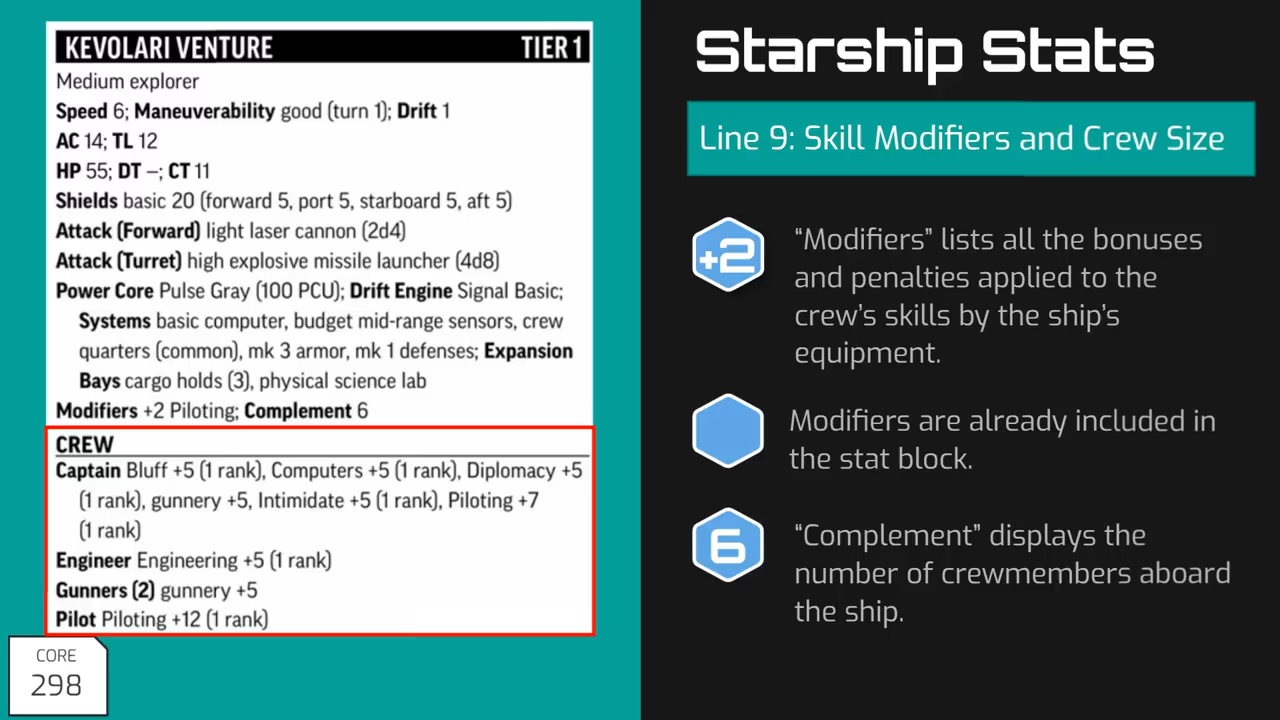 KEVOLARI VENTURE TIER 1
Medium explorer
Speed 6; Maneuverability good (turn 1); Drift 1
AC 14; TL 12
HP 55; DT –; CT 11
Shields basic 20 (forward 5, port 5, starboard 5, aft 5)
Attack (Forward) light laser cannon (2d4)
Attack (Turret) high explosive missile launcher (4d8)
Power Core Pulse Gray (100 PCU); Drift Engine Signal Basic;
Systems basic computer, budget mid-range sensors, crew
quarters (common), mk 3 armor, mk 1 defenses; Expansion
Bays cargo holds (3), physical science lab
Modifiers +2 Piloting; Complement 6
CREW
Captain Bluff +5 (1 rank), Computers +5 (1 rank), Diplomacy +5
(1 rank), gunnery +5, Intimidate +5 (1 rank), Piloting +7
(1 rank)
Engineer Engineering +5 (1 rank)
Gunners (2) gunnery +5
Pilot Piloting +12 (1 rank)
CORE
298
Starship Stats
Line 9: Skill Modifiers and Crew Size
+2
“Modifiers” lists all the bonuses
and penalties applied to the
crew’s skills by the ship’s
equipment.
Modifiers are already included in
the stat block.
6
“Complement” displays the
number of crewmembers aboard
the ship.